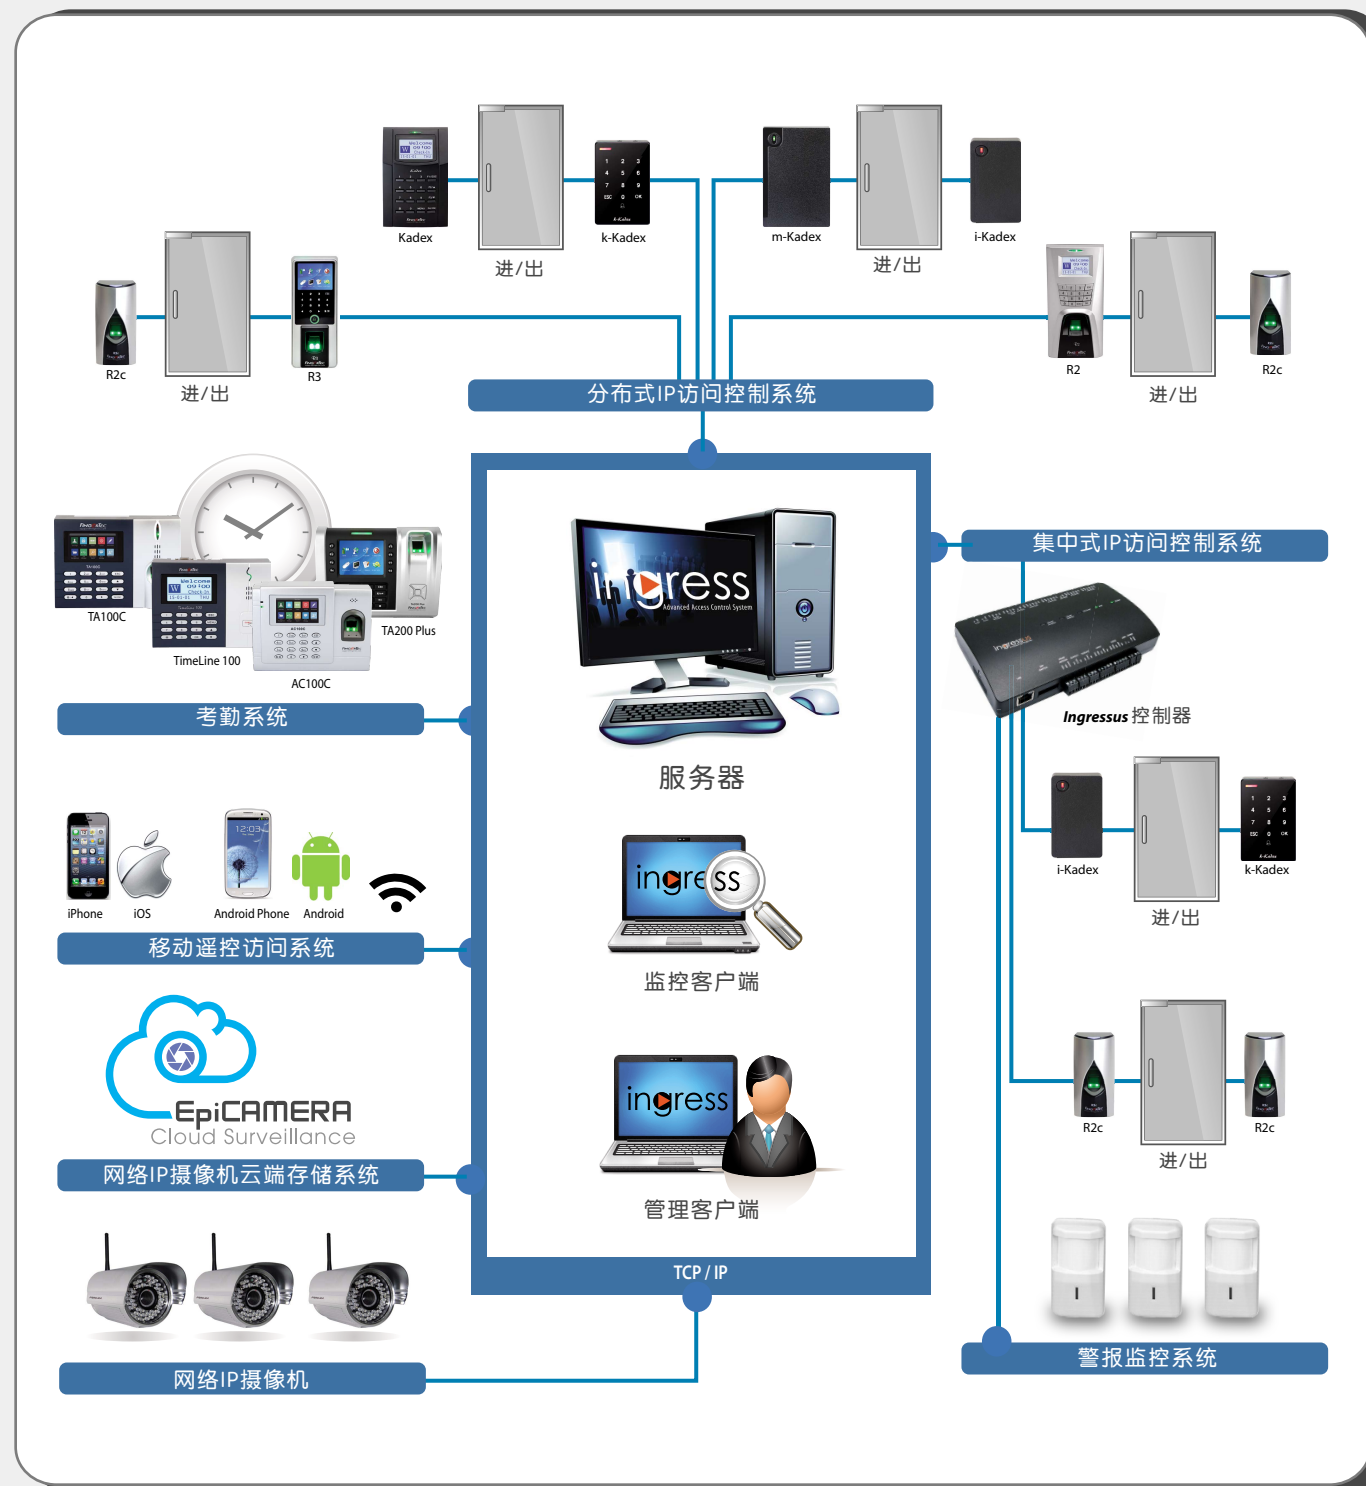 Kadex
k-Kadex
进/出
m-Kadex
i-Kadex
进/出
R2c
R3
进/出
R2
R2c
进/出
分布式IP访问控制系统
TA100C
TimeLine 100
AC100C
TA200 Plus
考勤系统
ingress
Advanced Access Control System
服务器
集中式IP访问控制系统
Ingressus 控制器
i-Kadex
k-Kadex
进/出
iPhone
iOS
Android Phone
Android
移动遥控访问系统
ingress
监控客户端
EpiCAMERA
Cloud Surveillance
网络IP摄像机云端存储系统
ingress
管理客户端
R2c
R2c
进/出
TCP / IP
网络IP摄像机
警报监控系统